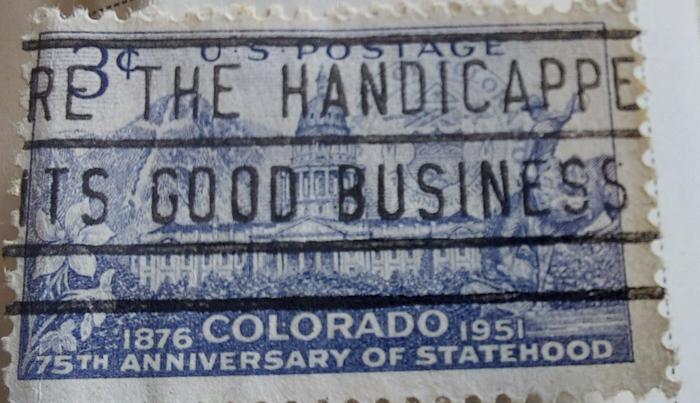 3¢ U·S·POSTAGE
RE THE HANDICAPPE
ITS GOOD BUSINESS
1876 COLORADO 1951
75TH ANNIVERSARY OF STATEHOOD